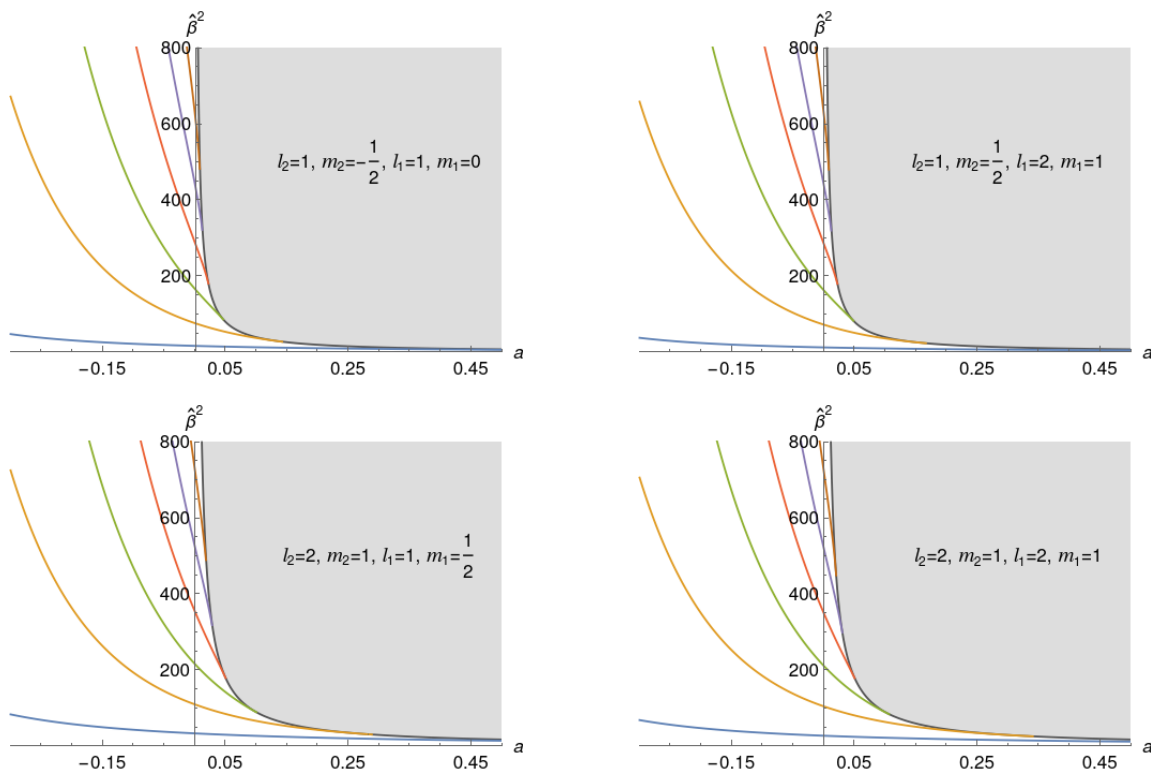 β̂²
800
600
400
200
l₂=1, m₂=-1/2, l₁=1, m₁=0
-0.15 0.05 0.25 0.45 a
β̂²
800
600
400
200
l₂=1, m₂=1/2, l₁=2, m₁=1
-0.15 0.05 0.25 0.45 a
β̂²
800
600
400
200
l₂=2, m₂=1, l₁=1, m₁=1/2
-0.15 0.05 0.25 0.45 a
β̂²
800
600
400
200
l₂=2, m₂=1, l₁=2, m₁=1
-0.15 0.05 0.25 0.45 a